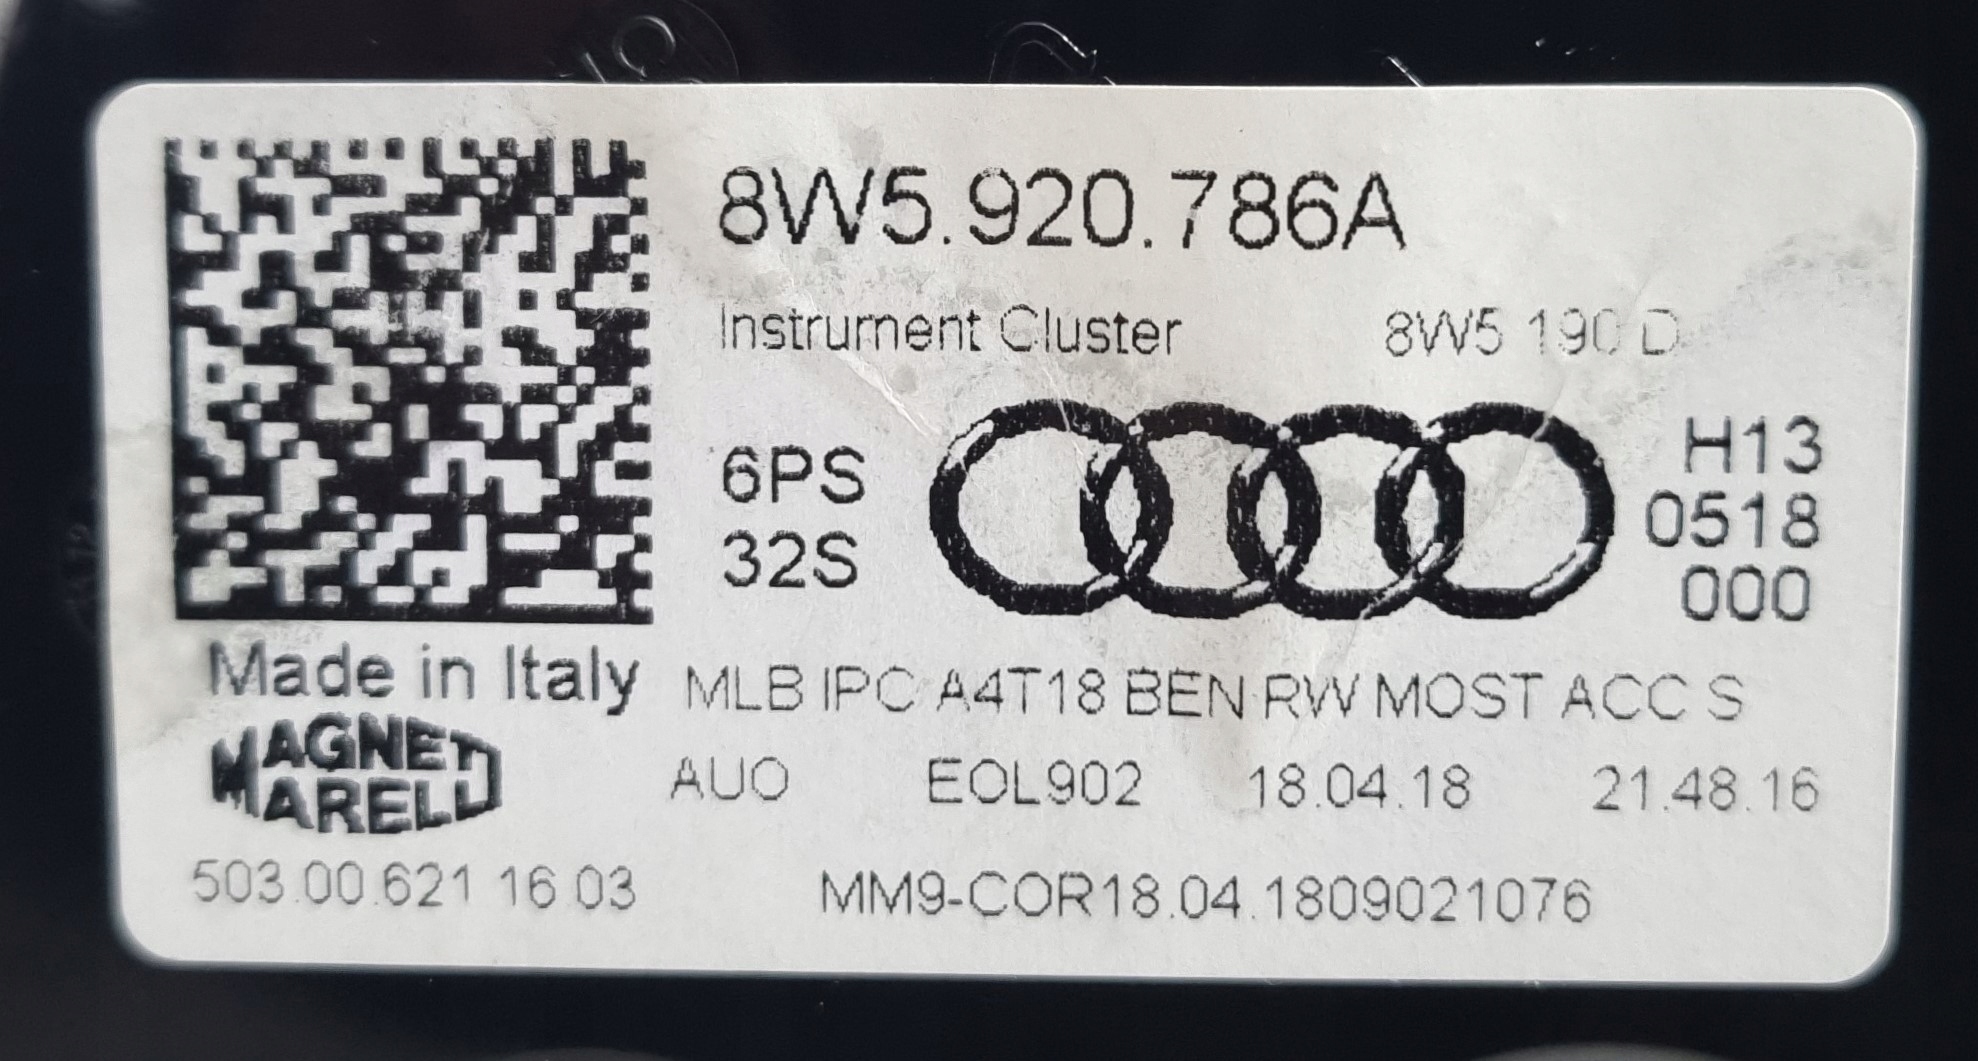 8W5.920.786A
Instrument Cluster 8W5 190 D
6PS
32S
H13
0518
000
Made in Italy
MAGNETI
MARELLI
MLB IPC A4T18 BEN RW MOST ACC S
AUO EOL902 18.04.18 21.48.16
503.00.621 16.03
MM9-COR18.04.1809021076